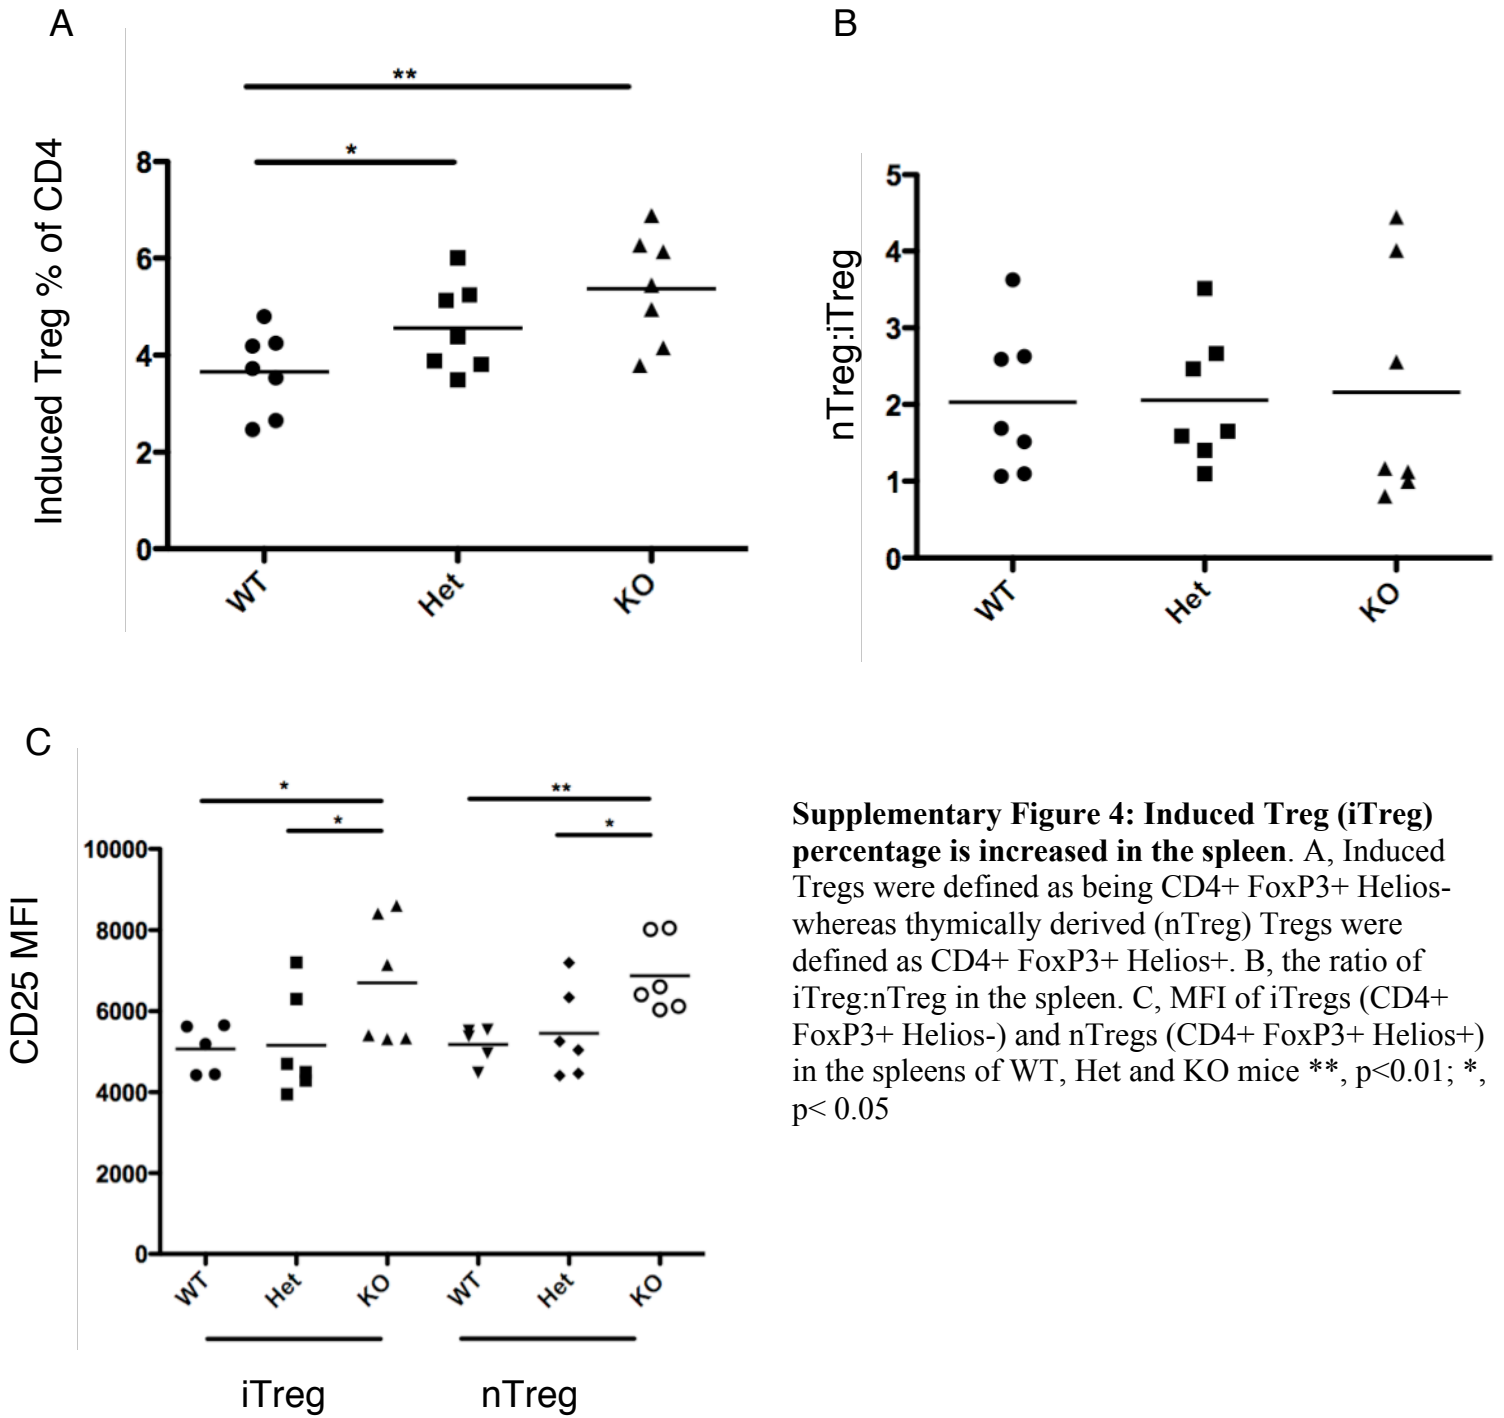 A
**
*
Induced Treg % of CD4
8
6
4
2
0
WT
Het
KO
B
nTreg:iTreg
5
4
3
2
1
0
WT
Het
KO
C
*
*
**
*
CD25 MFI
10000
8000
6000
4000
2000
0
WT
Het
KO
WT
Het
KO
iTreg
nTreg
Supplementary Figure 4: Induced Treg (iTreg)
percentage is increased in the spleen. A, Induced
Tregs were defined as being CD4+ FoxP3+ Helios-
whereas thymically derived (nTreg) Tregs were
defined as CD4+ FoxP3+ Helios+. B, the ratio of
iTreg:nTreg in the spleen. C, MFI of iTregs (CD4+
FoxP3+ Helios-) and nTregs (CD4+ FoxP3+ Helios+)
in the spleens of WT, Het and KO mice **, p<0.01; *,
p< 0.05